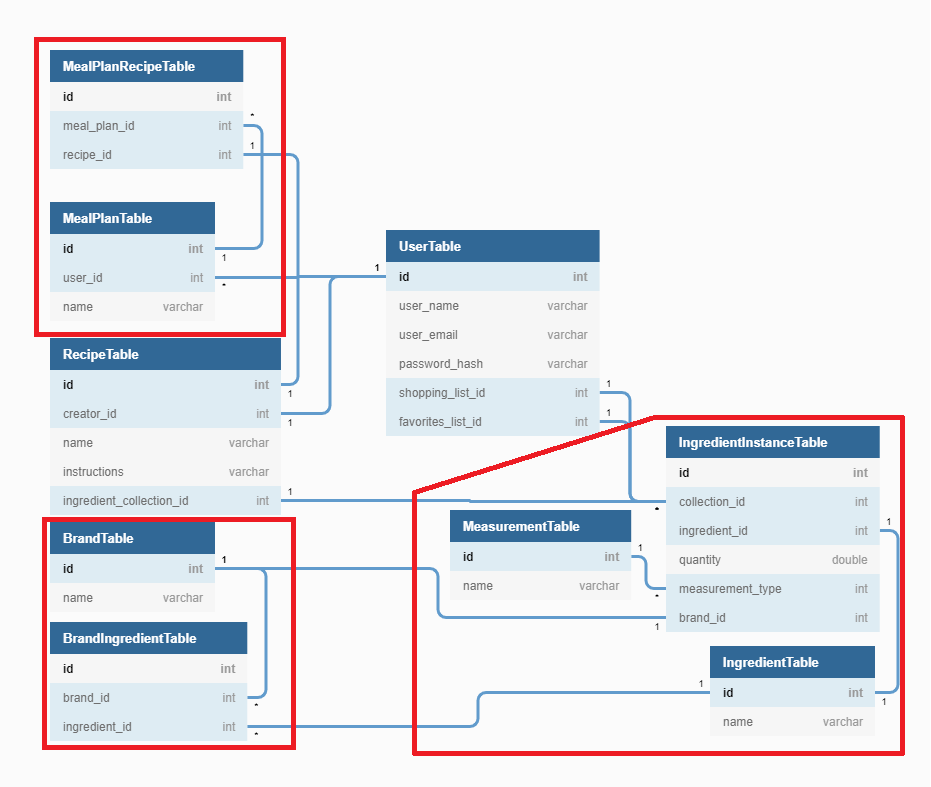 MealPlanRecipeTable
id int
meal_plan_id int *
recipe_id int 1
MealPlanTable
id int 1
user_id int *
name varchar
UserTable
1 id int
user_name varchar
user_email varchar
password_hash varchar
shopping_list_id int 1
favorites_list_id int 1
RecipeTable
id int 1
creator_id int 1
name varchar
instructions varchar
ingredient_collection_id int 1
IngredientInstanceTable
id int
* collection_id int
ingredient_id int 1
quantity double
* measurement_type int
1 brand_id int
MeasurementTable
id int 1
name varchar
BrandTable
id int 1
name varchar
BrandIngredientTable
id int
brand_id int *
ingredient_id int *
IngredientTable
1 id int 1
name varchar